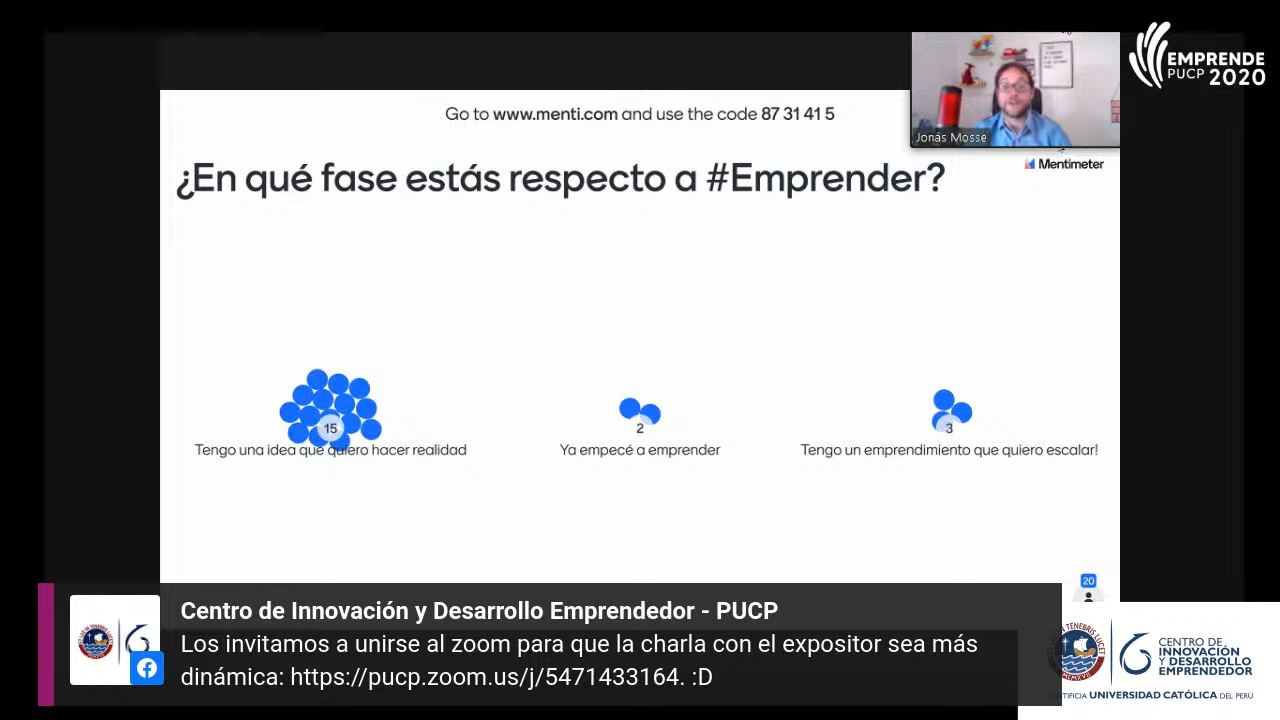 EMPRENDE
PUCP 2020
Go to www.menti.com and use the code 87 31 41 5
Jonás Mosse
Mentimeter
¿En qué fase estás respecto a #Emprender?
15
2
3
Tengo una idea que quiero hacer realidad
Ya empecé a emprender
Tengo un emprendimiento que quiero escalar!
20
Centro de Innovación y Desarrollo Emprendedor - PUCP
Los invitamos a unirse al zoom para que la charla con el expositor sea más
dinámica: https://pucp.zoom.us/j/5471433164. :D
CENTRO DE
INNOVACIÓN
Y DESARROLLO
EMPRENDEDOR
UNIVERSIDAD CATÓLICA DEL PERÚ